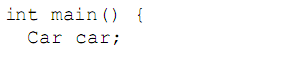 int main() {
Car car;